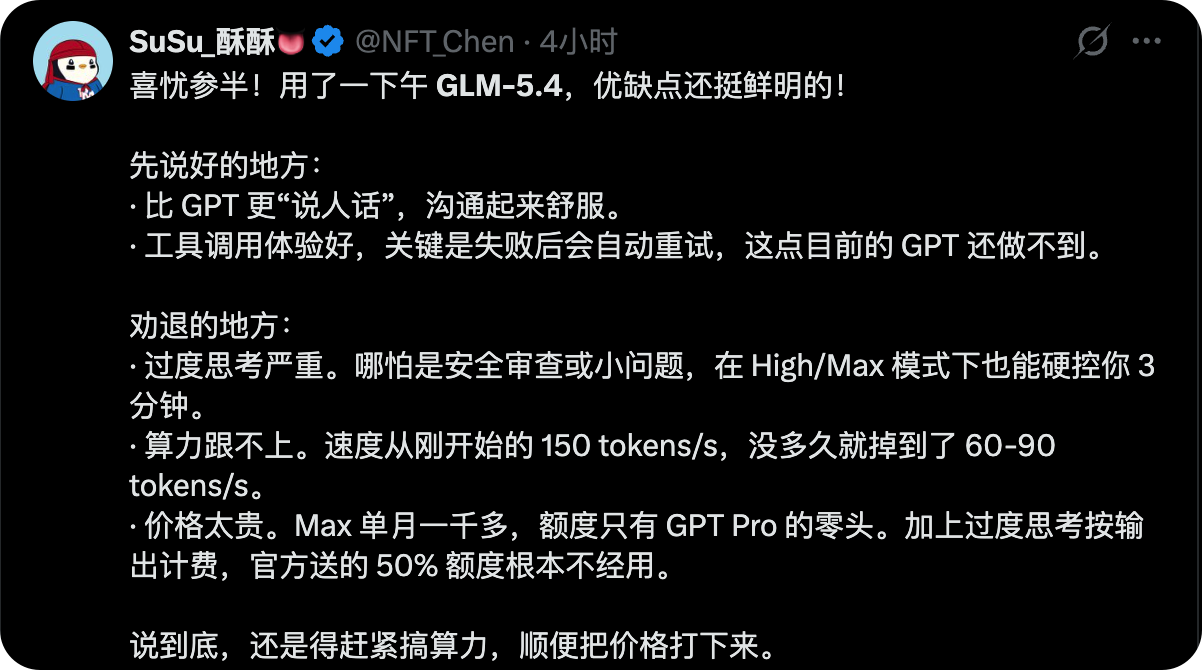 SuSu_酥酥👅 @NFT_Chen · 4小时
喜忧参半！用了一下午 GLM-5.4，优缺点还挺鲜明的！
先说好的地方：
· 比 GPT 更“说人话”，沟通起来舒服。
· 工具调用体验好，关键是失败后会自动重试，这点目前的 GPT 还做不到。
劝退的地方：
· 过度思考严重。哪怕是安全审查或小问题，在 High/Max 模式下也能硬控你 3
分钟。
· 算力跟不上。速度从刚开始的 150 tokens/s，没多久就掉到了 60-90
tokens/s。
· 价格太贵。Max 单月一千多，额度只有 GPT Pro 的零头。加上过度思考按输
出计费，官方送的 50% 额度根本不经用。
说到底，还是得赶紧搞算力，顺便把价格打下来。